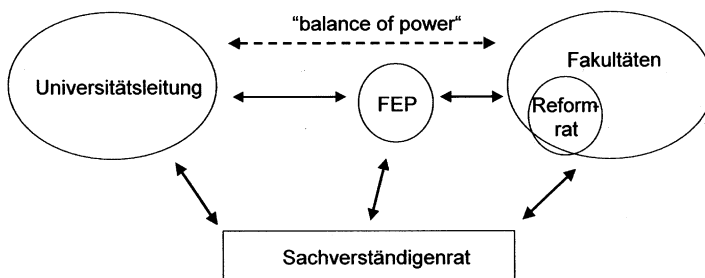 "balance of power"
Fakultäten
Universitätsleitung
FEP
Reform-
rat
Sachverständigenrat